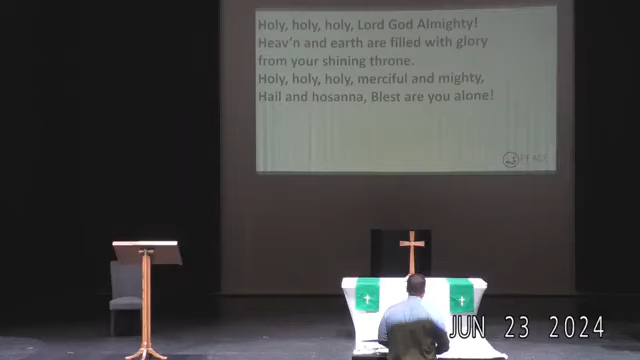 Holy, holy, holy, Lord God Almighty!
Heav'n and earth are filled with glory
from your shining throne.
Holy, holy, holy, merciful and mighty,
Hail and hosanna, Blest are you alone!
PEACE
JUN 23 2024